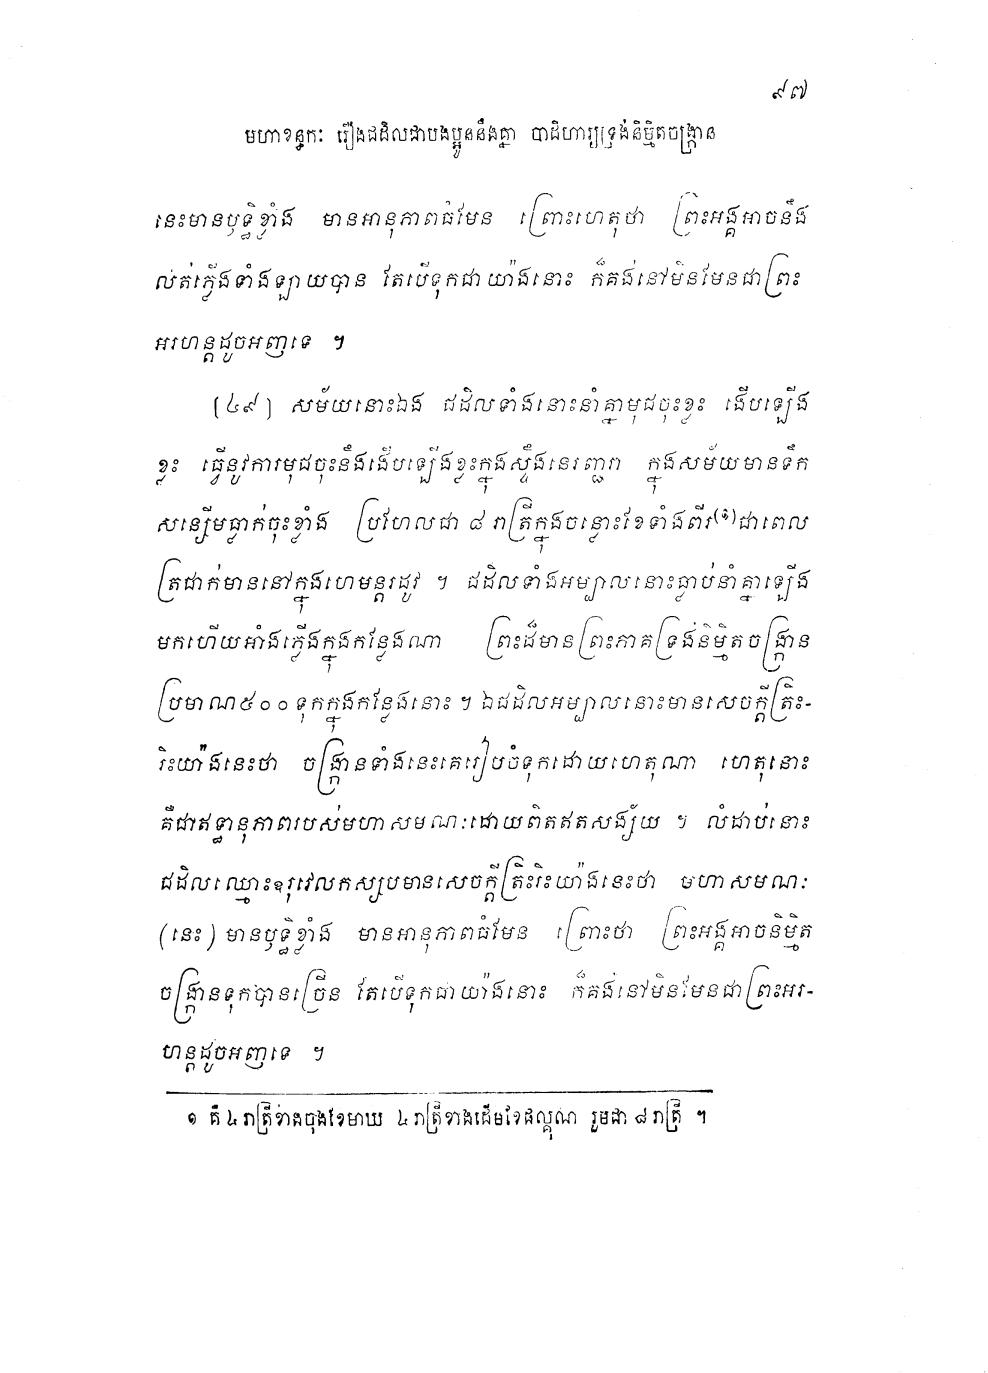 ៩៧
មហាខន្ធកៈ រឿងជដិលជាបងប្អូននឹងគ្នា បាដិហារ្យទ្រង់និម្មិតចង្ក្រាន
នេះមានឫទ្ធិខ្លាំង មានអានុភាពធំមែន ព្រោះហេតុថា ព្រះអង្គអាចនឹង
រលត់ភ្លើងទាំងឡាយបាន តែបើទុកជាយ៉ាងនោះ ក៏គង់នៅមិនមែនជាព្រះ
អរហន្តដូចអញទេ ។
(៤៩) សម័យនោះឯង ជដិលទាំងនោះនាំគ្នាមុជចុះខ្លះ ងើបឡើង
ខ្លះ ធ្វើនូវការមុជចុះនឹងងើបឡើងខ្លះក្នុងស្ទឹងនេរញ្ជរា ក្នុងសម័យមានទឹក
សន្សើមធ្លាក់ចុះខ្លាំង ប្រហែលជា ៨ រាត្រីក្នុងចន្លោះខែទាំងពីរ(១)ជាពេល
ត្រជាក់មាននៅក្នុងហេមន្តរដូវ ។ ជដិលទាំងអម្បាលនោះធ្លាប់នាំគ្នាឡើង
មកហើយអាំងភ្លើងក្នុងកន្លែងណា ព្រះដ៏មានព្រះភាគទ្រង់និម្មិតចង្ក្រាន
ប្រមាណ៥០០ទុកក្នុងកន្លែងនោះ ។ ឯជដិលអម្បាលនោះមានសេចក្តីត្រិះ-
រិះយ៉ាងនេះថា ចង្ក្រានទាំងនេះគេរៀបចំទុកដោយហេតុណា ហេតុនោះ
គឺជាឥទ្ធានុភាពរបស់មហាសមណៈដោយពិតឥតសង្ស័យ ។ លំដាប់នោះ
ជដិលឈ្មោះឧរុវេលកស្សបមានសេចក្តីត្រិះរិះយ៉ាងនេះថា មហាសមណៈ
(នេះ) មានឫទ្ធិខ្លាំង មានអានុភាពធំមែន ព្រោះថា ព្រះអង្គអាចនិម្មិត
ចង្ក្រានទុកបានច្រើន តែបើទុកជាយ៉ាងនោះ ក៏គង់នៅមិនមែនជាព្រះអរ-
ហន្តដូចអញទេ ។
១ គឺ ៤ រាត្រីខាងចុងខែមាឃ ៤ រាត្រីខាងដើមខែផល្គុណ រួមជា ៨ រាត្រី ។